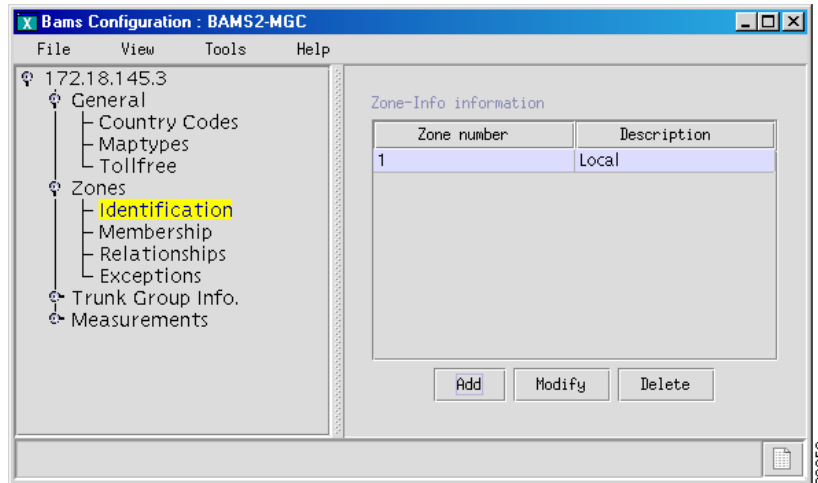 Bams Configuration : BAMS2-MGC
File View Tools Help
172.18.145.3
General
Country Codes
Maptypes
Tollfree
Zones
Identification
Membership
Relationships
Exceptions
Trunk Group Info.
Measurements
Zone-Info information
Zone number Description
1 Local
Add Modify Delete